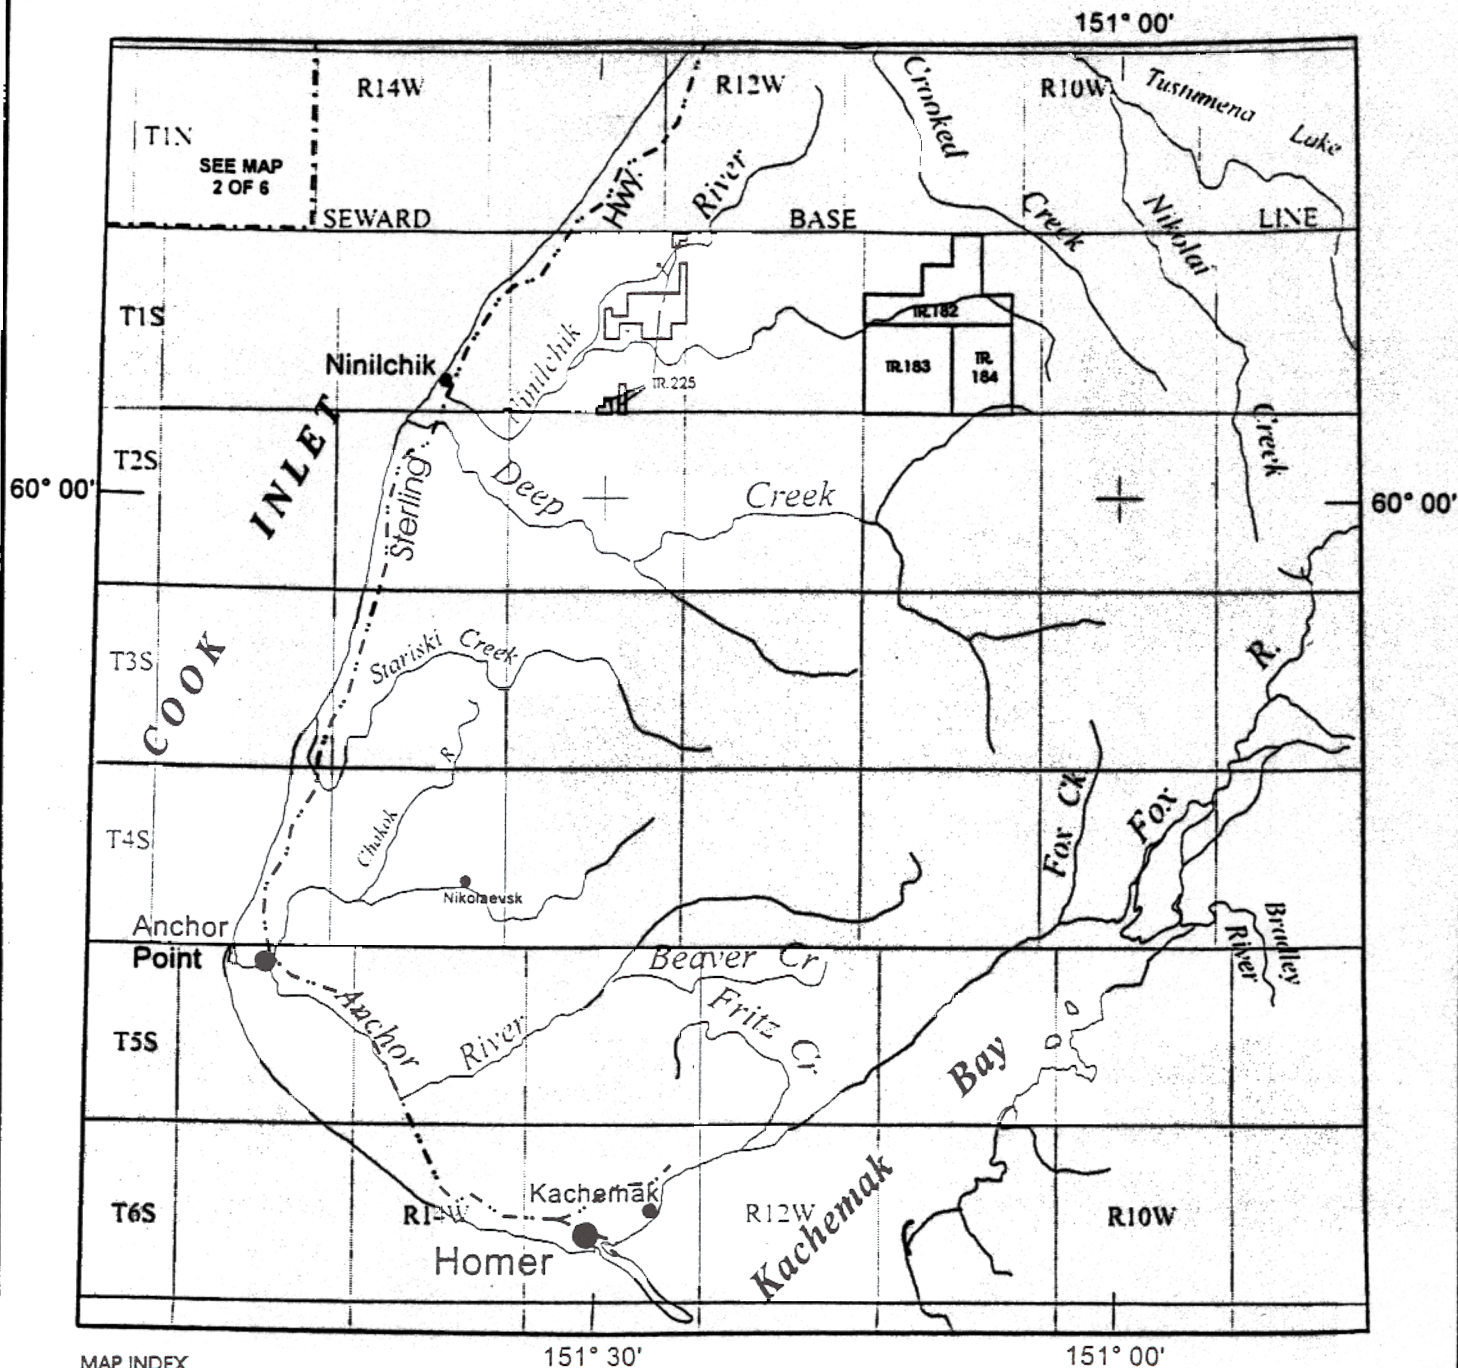 151° 00'
R14W
R12W
R10W
Crooked
Creek
Tustumena
Lake
T1N
SEE MAP
2 OF 6
HWY.
River
Nikolai
Creek
SEWARD
BASE
LINE
T1S
TR.182
TR.183
TR.
184
Ninilchik
Ninilchik
TR.225
INLET
COOK
T2S
60° 00'
60° 00'
Sterling
Deep
Creek
T3S
Stariski Creek
R
Chakok
R.
Fox
Fox Ck
T4S
Nikolaevsk
Anchor
Point
Beaver Cr
Bradley
River
Fritz Cr
Anchor
River
T5S
Bay
Kachemak
T6S
R14W
Kachemak
R12W
R10W
Homer
151° 30'
151° 00'
MAP INDEX